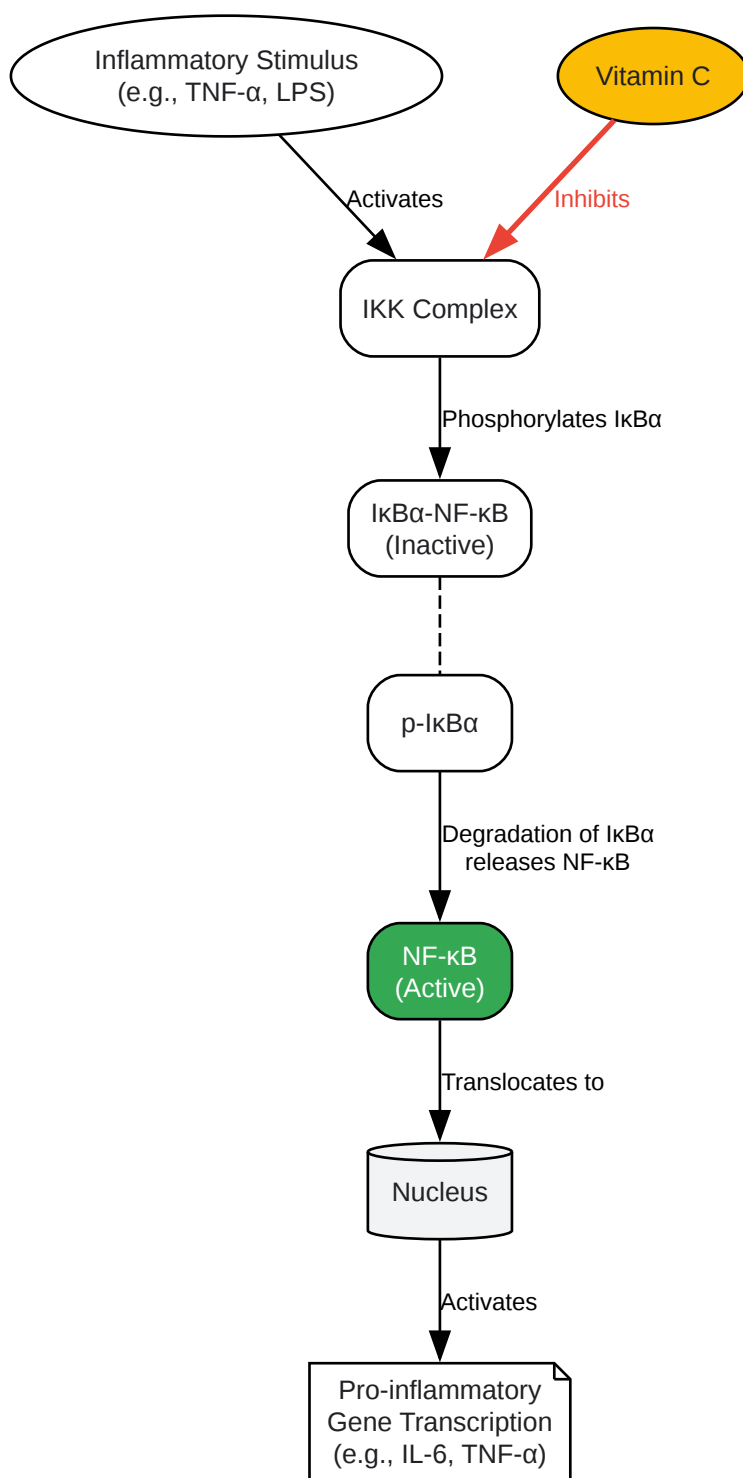 Inflammatory Stimulus
(e.g., TNF-α, LPS)
Vitamin C
Activates
Inhibits
IKK Complex
Phosphorylates IκBα
IκBα-NF-κB
(Inactive)
p-IκBα
Degradation of IκBα
releases NF-κB
NF-κB
(Active)
Translocates to
Nucleus
Activates
Pro-inflammatory
Gene Transcription
(e.g., IL-6, TNF-α)